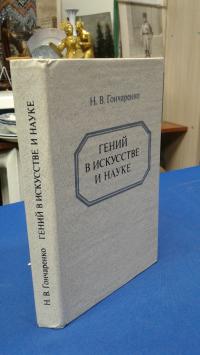 Н. В. Гончаренко
ГЕНИЙ
В ИСКУССТВЕ
И НАУКЕ
Н. В. Гончаренко ГЕНИЙ В ИСКУССТВЕ И НАУКЕ